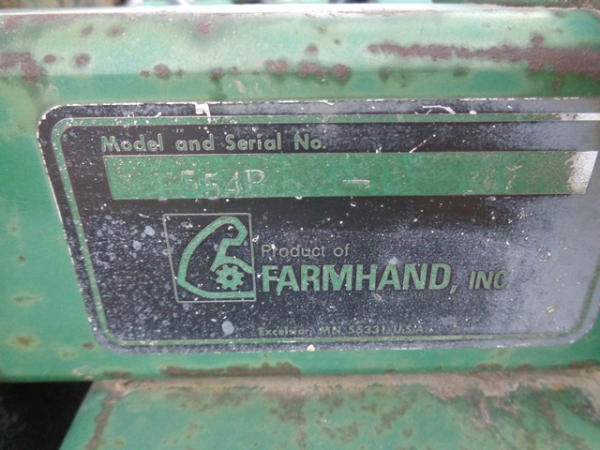 Model and Serial No.
Product of
FARMHAND, INC
Excelsior, MN 55331 U.S.A.